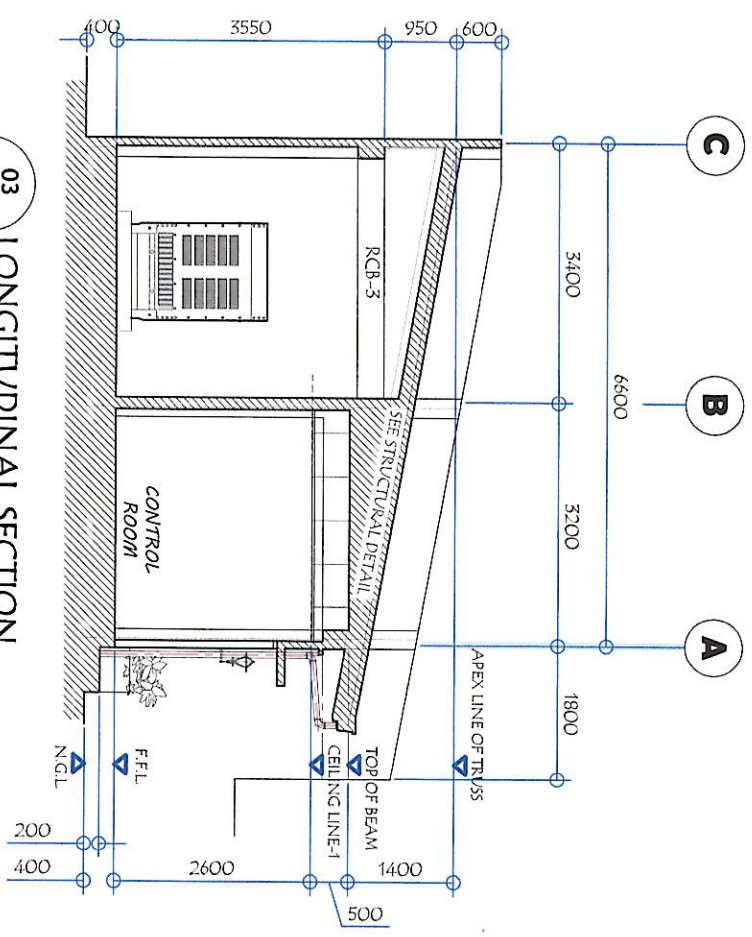 C
B
A
3400
3200
1800
6600
400
3550
950
600
RCB-3
SEE STRUCTURAL DETAIL
CONTROL
ROOM
APEX LINE OF TRUSS
TOP OF BEAM
CEILING LINE-1
F.F.L.
N.G.L.
200
400
2600
500
1400
03
LONGITUDINAL SECTION